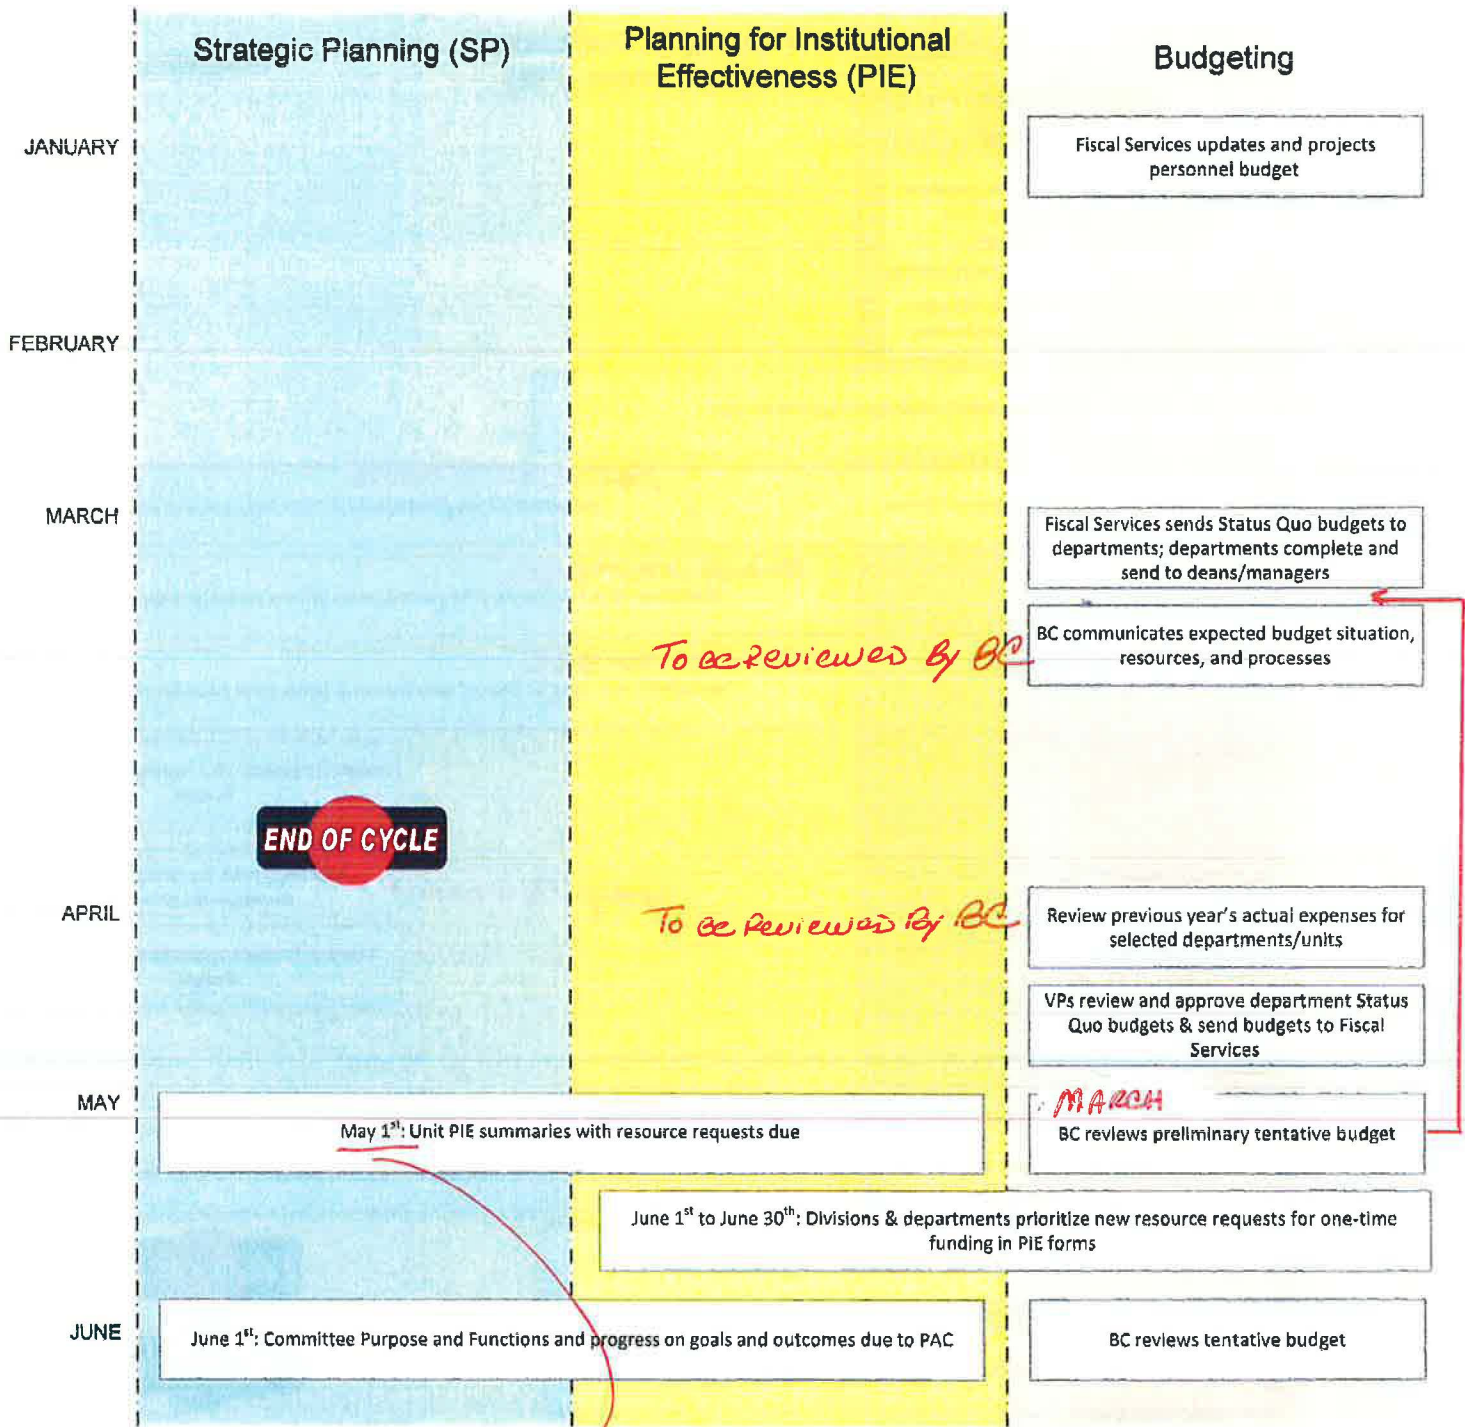 Strategic Planning (SP)
Planning for Institutional
Effectiveness (PIE)
Budgeting
JANUARY
Fiscal Services updates and projects
personnel budget
FEBRUARY
MARCH
Fiscal Services sends Status Quo budgets to
departments; departments complete and
send to deans/managers
To be Reviewed By BC
BC communicates expected budget situation,
resources, and processes
END OF CYCLE
APRIL
To be Reviewed By BC
Review previous year's actual expenses for
selected departments/units
VPs review and approve department Status
Quo budgets & send budgets to Fiscal
Services
MAY
May 1st: Unit PIE summaries with resource requests due
MARCH
BC reviews preliminary tentative budget
June 1st to June 30th: Divisions & departments prioritize new resource requests for one-time
funding in PIE forms
JUNE
June 1st: Committee Purpose and Functions and progress on goals and outcomes due to PAC
BC reviews tentative budget